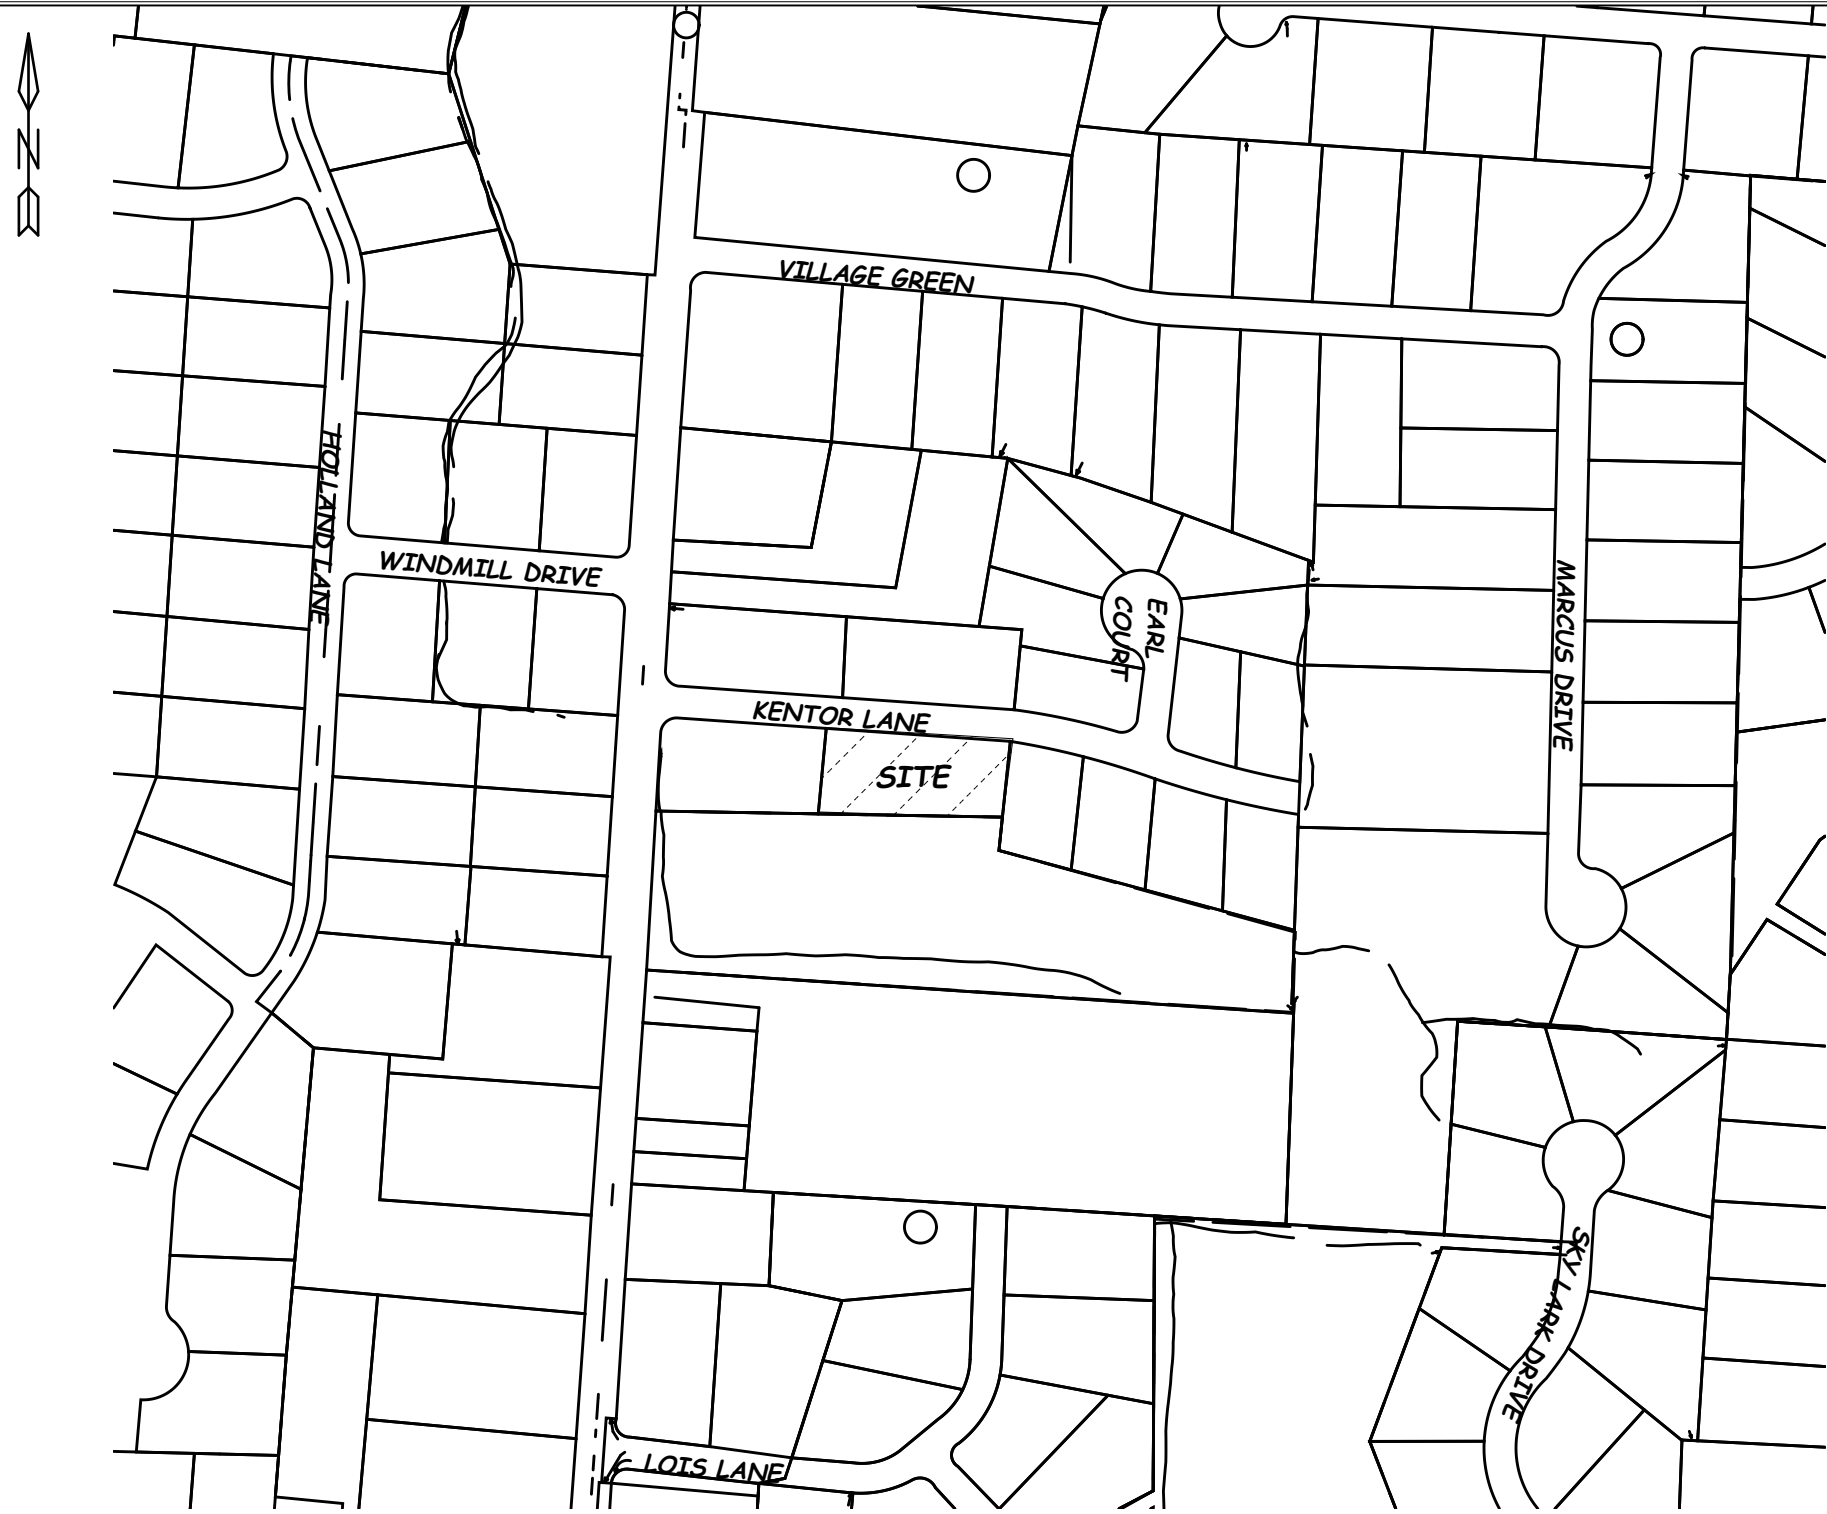 N
VILLAGE GREEN
HOLLAND LANE
WINDMILL DRIVE
EARL
COURT
MARCUS DRIVE
KENTOR LANE
SITE
SKY LARK DRIVE
LOIS LANE